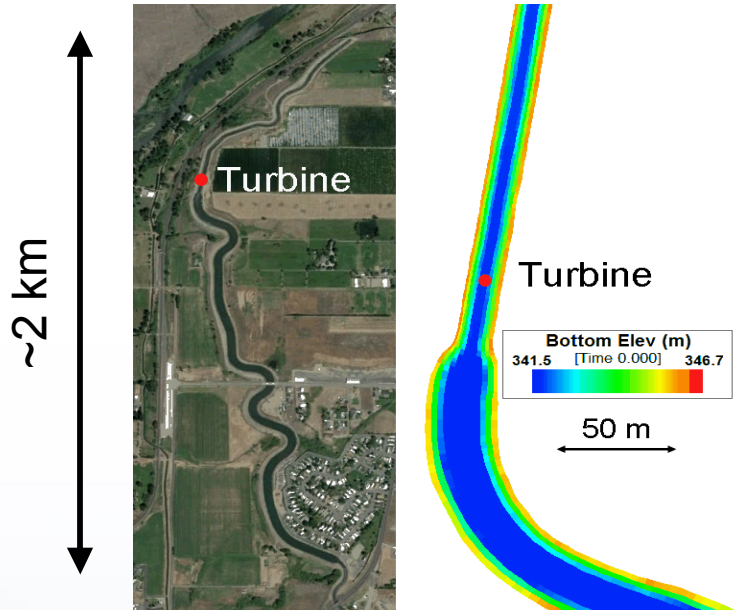 ~2 km
Turbine
Turbine
Bottom Elev (m)
341.5 [Time 0.000] 346.7
50 m